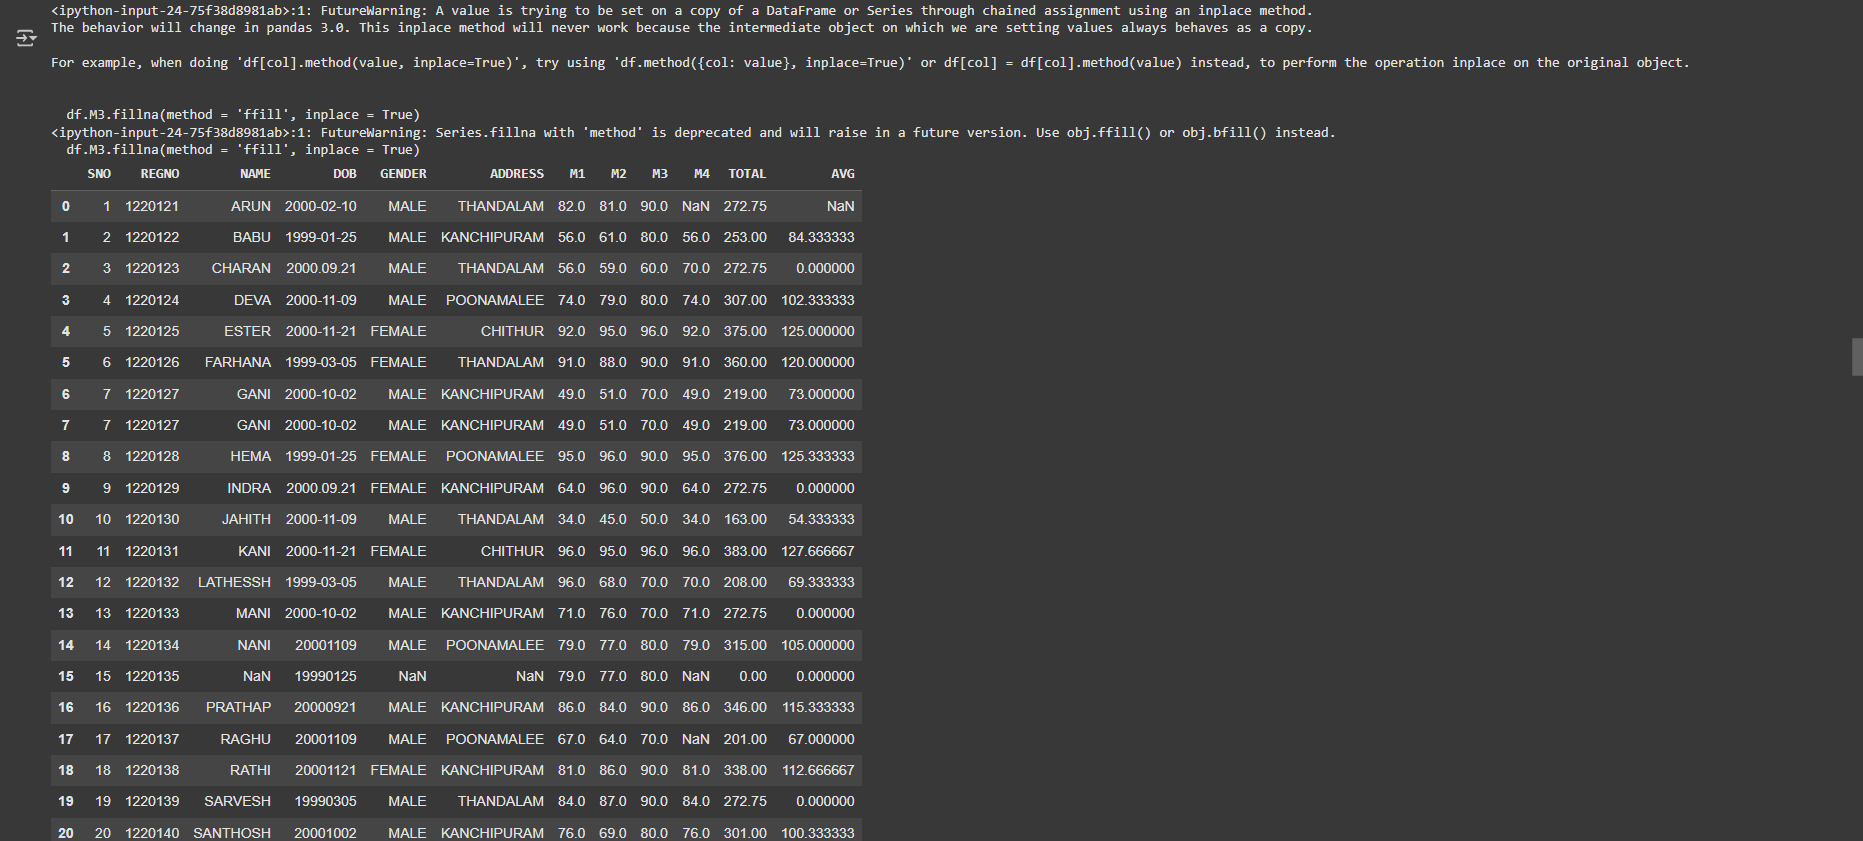 <ipython-input-24-75f38d8981ab>:1: FutureWarning: A value is trying to be set on a copy of a DataFrame or Series through chained assignment using an inplace method.
The behavior will change in pandas 3.0. This inplace method will never work because the intermediate object on which we are setting values always behaves as a copy.
For example, when doing 'df[col].method(value, inplace=True)', try using 'df.method({col: value}, inplace=True)' or df[col] = df[col].method(value) instead, to perform the operation inplace on the original object.
df.M3.fillna(method = 'ffill', inplace = True)
<ipython-input-24-75f38d8981ab>:1: FutureWarning: Series.fillna with 'method' is deprecated and will raise in a future version. Use obj.ffill() or obj.bfill() instead.
df.M3.fillna(method = 'ffill', inplace = True)
SNO REGNO NAME DOB GENDER ADDRESS M1 M2 M3 M4 TOTAL AVG
0 1 1220121 ARUN 2000-02-10 MALE THANDALAM 82.0 81.0 90.0 NaN 272.75 NaN
1 2 1220122 BABU 1999-01-25 MALE KANCHIPURAM 56.0 61.0 80.0 56.0 253.00 84.333333
2 3 1220123 CHARAN 2000.09.21 MALE THANDALAM 56.0 59.0 60.0 70.0 272.75 0.000000
3 4 1220124 DEVA 2000-11-09 MALE POONAMALEE 74.0 79.0 80.0 74.0 307.00 102.333333
4 5 1220125 ESTER 2000-11-21 FEMALE CHITHUR 92.0 95.0 96.0 92.0 375.00 125.000000
5 6 1220126 FARHANA 1999-03-05 FEMALE THANDALAM 91.0 88.0 90.0 91.0 360.00 120.000000
6 7 1220127 GANI 2000-10-02 MALE KANCHIPURAM 49.0 51.0 70.0 49.0 219.00 73.000000
7 7 1220127 GANI 2000-10-02 MALE KANCHIPURAM 49.0 51.0 70.0 49.0 219.00 73.000000
8 8 1220128 HEMA 1999-01-25 FEMALE POONAMALEE 95.0 96.0 90.0 95.0 376.00 125.333333
9 9 1220129 INDRA 2000.09.21 FEMALE KANCHIPURAM 64.0 96.0 90.0 64.0 272.75 0.000000
10 10 1220130 JAHITH 2000-11-09 MALE THANDALAM 34.0 45.0 50.0 34.0 163.00 54.333333
11 11 1220131 KANI 2000-11-21 FEMALE CHITHUR 96.0 95.0 96.0 96.0 383.00 127.666667
12 12 1220132 LATHESSH 1999-03-05 MALE THANDALAM 96.0 68.0 70.0 70.0 208.00 69.333333
13 13 1220133 MANI 2000-10-02 MALE KANCHIPURAM 71.0 76.0 70.0 71.0 272.75 0.000000
14 14 1220134 NANI 20001109 MALE POONAMALEE 79.0 77.0 80.0 79.0 315.00 105.000000
15 15 1220135 NaN 19990125 NaN NaN 79.0 77.0 80.0 NaN 0.00 0.000000
16 16 1220136 PRATHAP 20000921 MALE KANCHIPURAM 86.0 84.0 90.0 86.0 346.00 115.333333
17 17 1220137 RAGHU 20001109 MALE POONAMALEE 67.0 64.0 70.0 NaN 201.00 67.000000
18 18 1220138 RATHI 20001121 FEMALE KANCHIPURAM 81.0 86.0 90.0 81.0 338.00 112.666667
19 19 1220139 SARVESH 19990305 MALE THANDALAM 84.0 87.0 90.0 84.0 272.75 0.000000
20 20 1220140 SANTHOSH 20001002 MALE KANCHIPURAM 76.0 69.0 80.0 76.0 301.00 100.333333